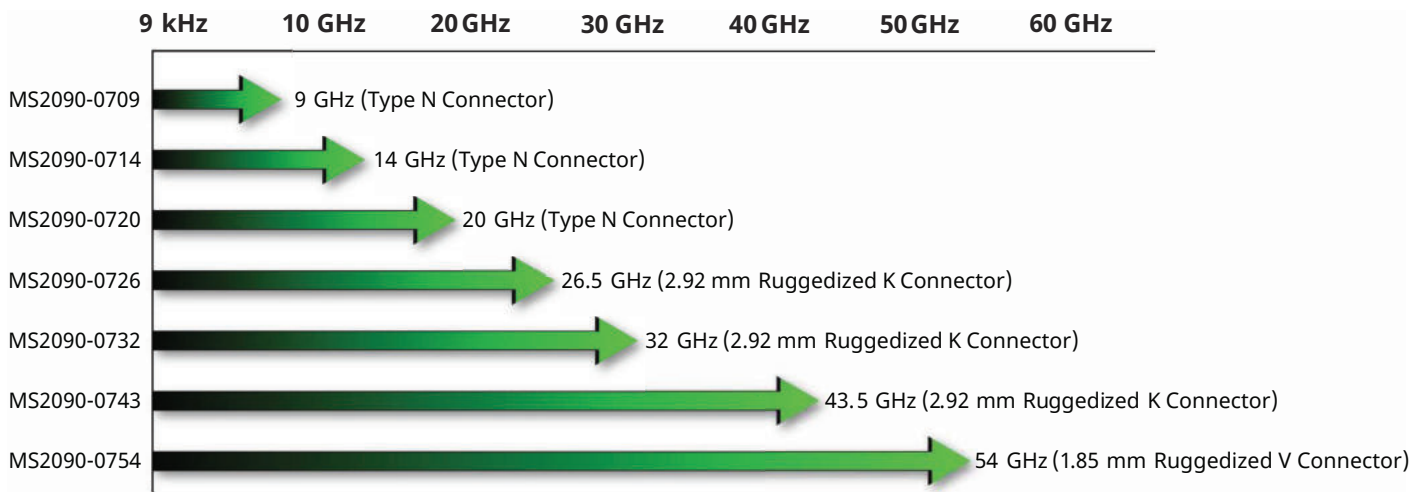 9 kHz 10 GHz 20 GHz 30 GHz 40 GHz 50 GHz 60 GHz
MS2090-0709 9 GHz (Type N Connector)
MS2090-0714 14 GHz (Type N Connector)
MS2090-0720 20 GHz (Type N Connector)
MS2090-0726 26.5 GHz (2.92 mm Ruggedized K Connector)
MS2090-0732 32 GHz (2.92 mm Ruggedized K Connector)
MS2090-0743 43.5 GHz (2.92 mm Ruggedized K Connector)
MS2090-0754 54 GHz (1.85 mm Ruggedized V Connector)